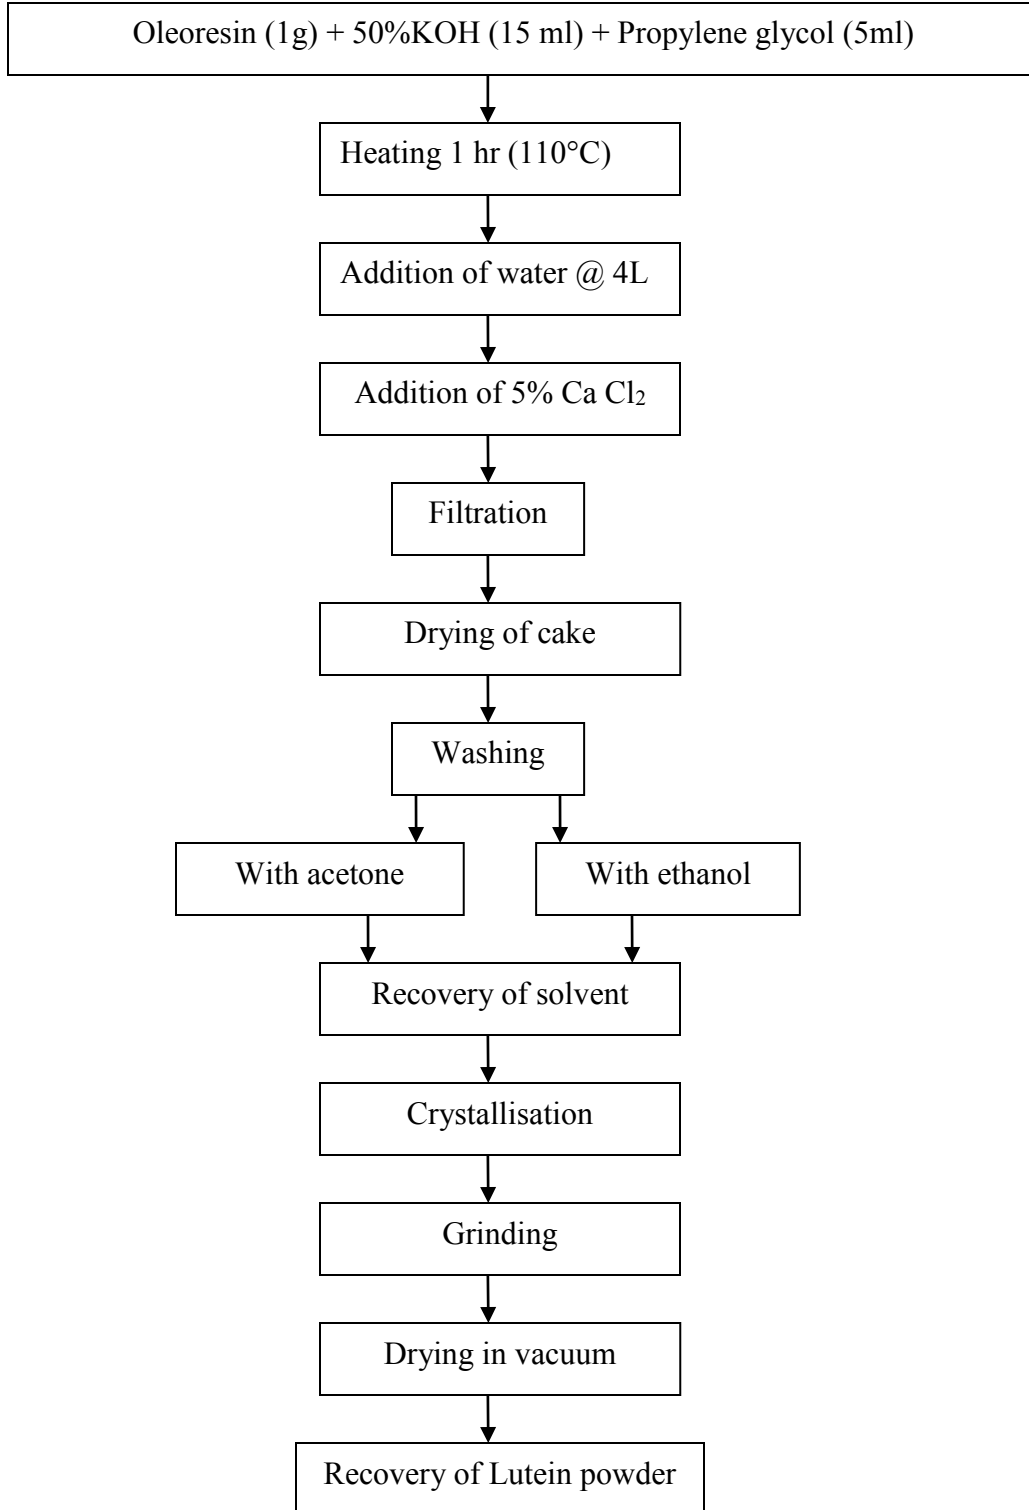 Oleoresin (1g) + 50%KOH (15 ml) + Propylene glycol (5ml)
Heating 1 hr (110°C)
Addition of water @ 4L
Addition of 5% Ca Cl₂
Filtration
Drying of cake
Washing
With acetone
With ethanol
Recovery of solvent
Crystallisation
Grinding
Drying in vacuum
Recovery of Lutein powder